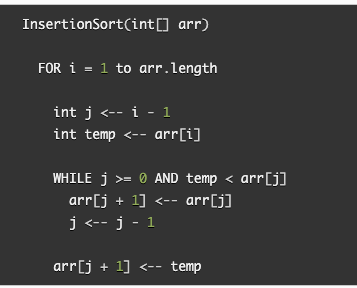 InsertionSort(int[] arr)
FOR i = 1 to arr.length
int j <-- i - 1
int temp <-- arr[i]
WHILE j >= 0 AND temp < arr[j]
arr[j + 1] <-- arr[j]
j <-- j - 1
arr[j + 1] <-- temp